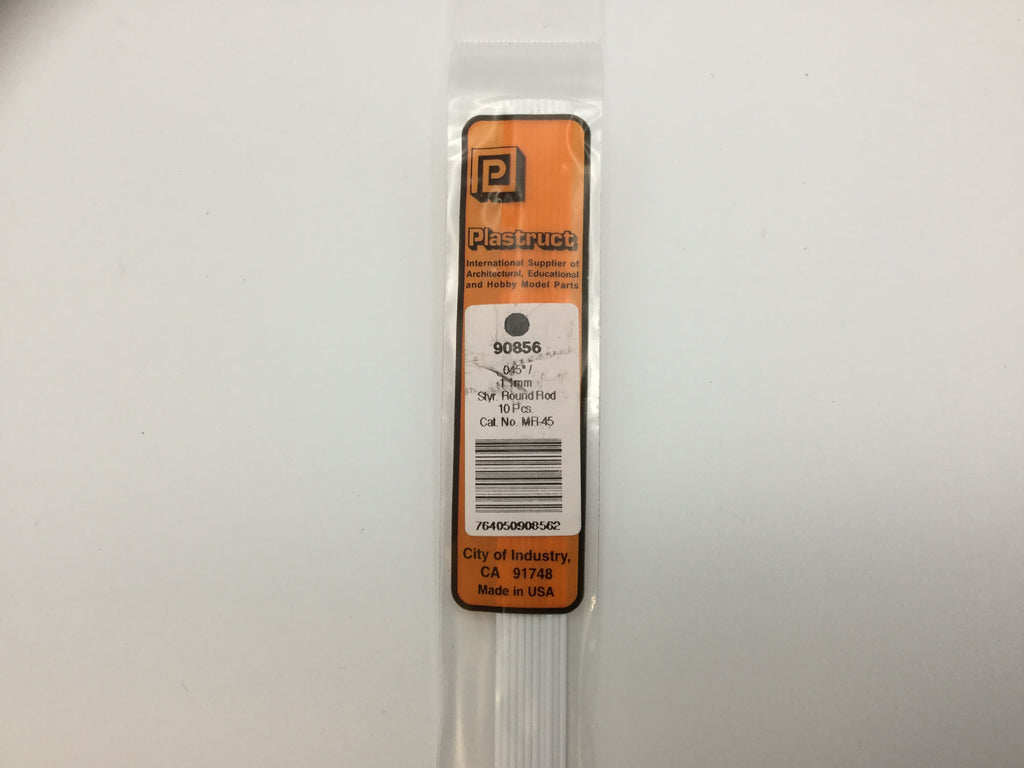 P
Plastruct
International Supplier of
Architectural, Educational
and Hobby Model Parts
90856
.045" /
1.1mm
Styr. Round Rod
10 Pcs.
Cat. No. MR-45
764050908562
City of Industry,
CA 91748
Made in USA